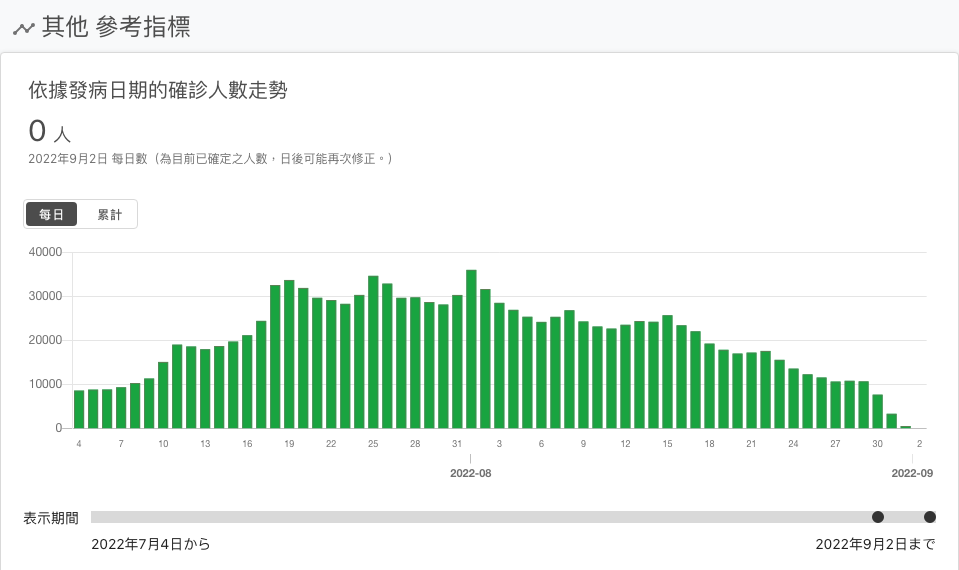 其他 參考指標
依據發病日期的確診人數走勢
0 人
2022年9月2日 每日數（為目前已確定之人數，日後可能再次修正。）
每日 累計
40000
30000
20000
10000
0
4 7 10 13 16 19 22 25 28 31 3 6 9 12 15 18 21 24 27 30 2
2022-08 2022-09
表示期間
2022年7月4日から 2022年9月2日まで